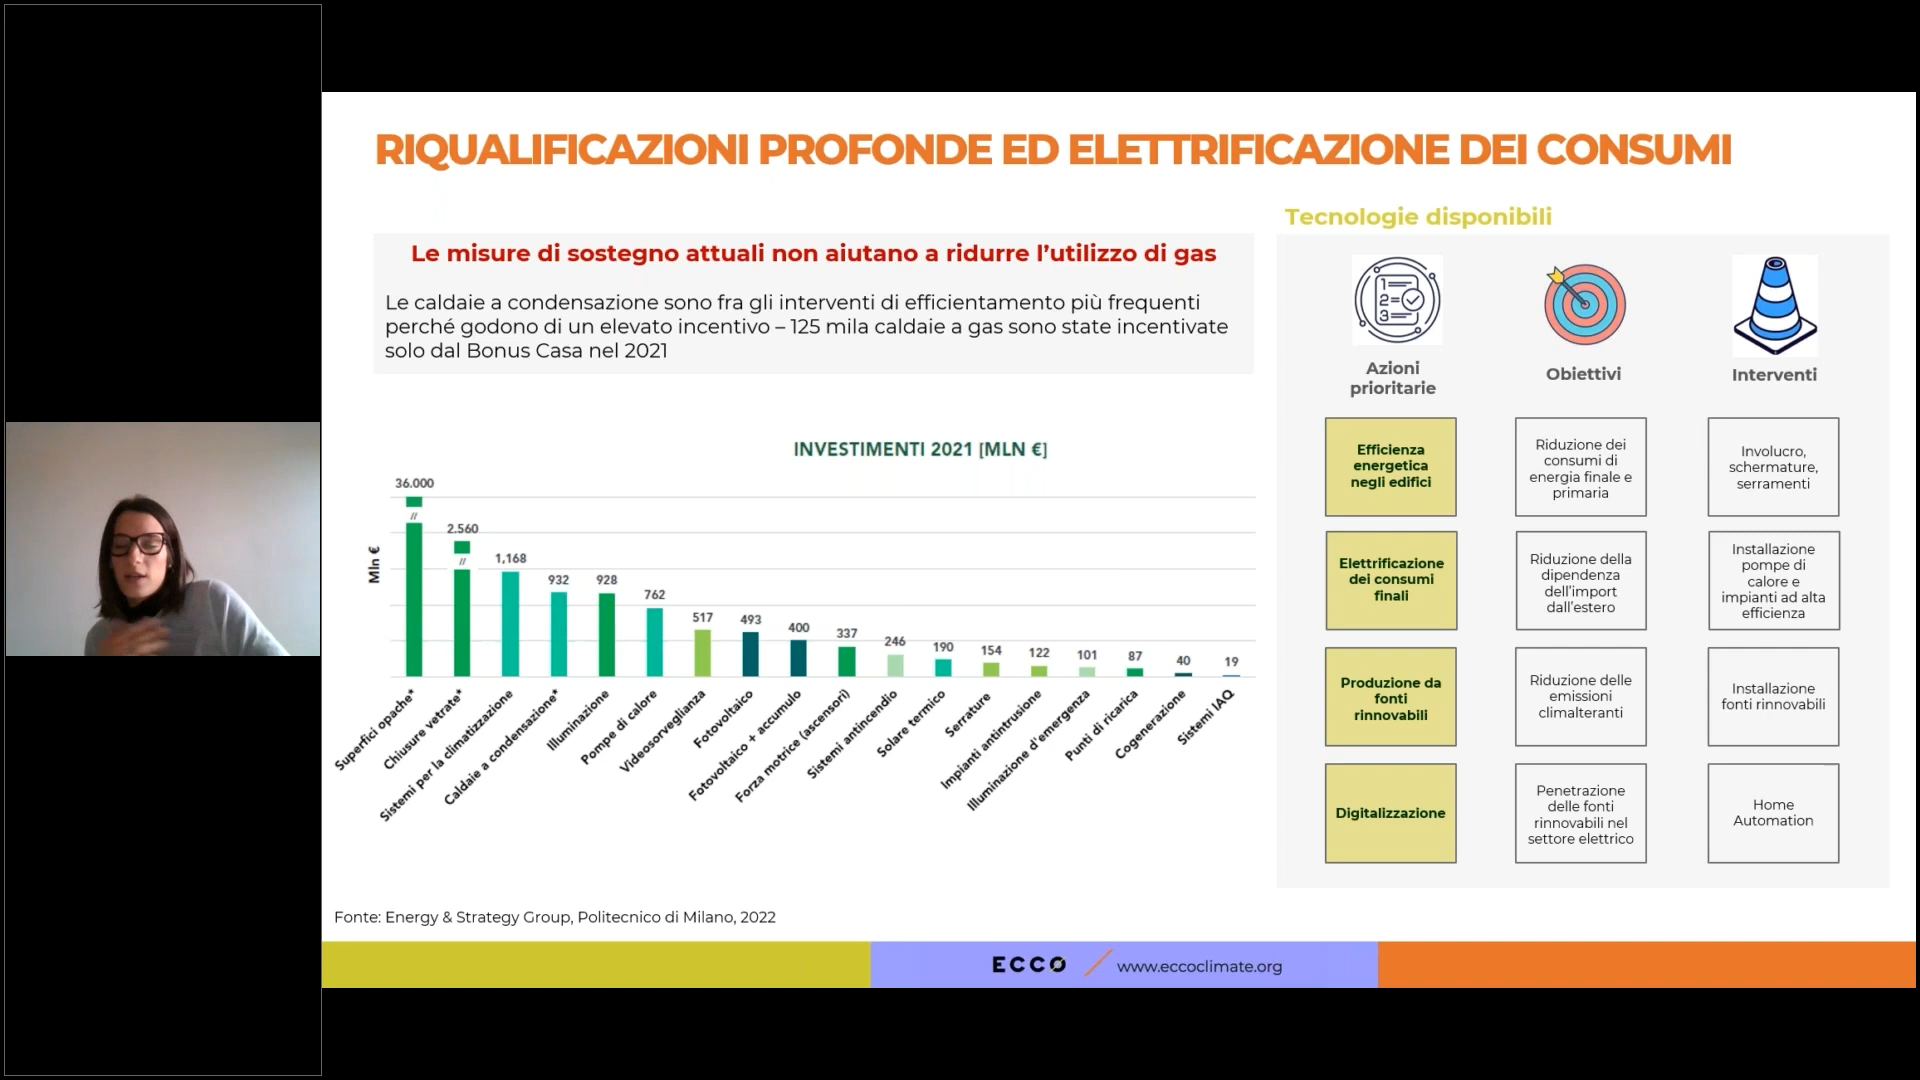 RIQUALIFICAZIONI PROFONDE ED ELETTRIFICAZIONE DEI CONSUMI
Le misure di sostegno attuali non aiutano a ridurre l’utilizzo di gas
Le caldaie a condensazione sono fra gli interventi di efficientamento più frequenti
perché godono di un elevato incentivo – 125 mila caldaie a gas sono state incentivate
solo dal Bonus Casa nel 2021
INVESTIMENTI 2021 [MLN €]
Mln €
36.000
//
2.560
//
1,168
932
928
762
517
493
400
337
246
190
154
122
101
87
40
19
Superfici opache*
Chiusure vetrate*
Sistemi per la climatizzazione
Caldaie a condensazione*
Illuminazione
Pompe di calore
Videosorveglianza
Fotovoltaico
Fotovoltaico + accumulo
Forza motrice (ascensori)
Sistemi antincendio
Solare termico
Serrature
Impianti antintrusione
Illuminazione d'emergenza
Punti di ricarica
Cogenerazione
Sistemi IAQ
Fonte: Energy & Strategy Group, Politecnico di Milano, 2022
Tecnologie disponibili
1
2=
3
Azioni
prioritarie
Obiettivi
Interventi
Efficienza
energetica
negli edifici
Riduzione dei
consumi di
energia finale e
primaria
Involucro,
schermature,
serramenti
Elettrificazione
dei consumi
finali
Riduzione della
dipendenza
dell’import
dall’estero
Installazione
pompe di
calore e
impianti ad alta
efficienza
Produzione da
fonti
rinnovabili
Riduzione delle
emissioni
climalteranti
Installazione
fonti rinnovabili
Digitalizzazione
Penetrazione
delle fonti
rinnovabili nel
settore elettrico
Home
Automation
ECCO
www.eccoclimate.org